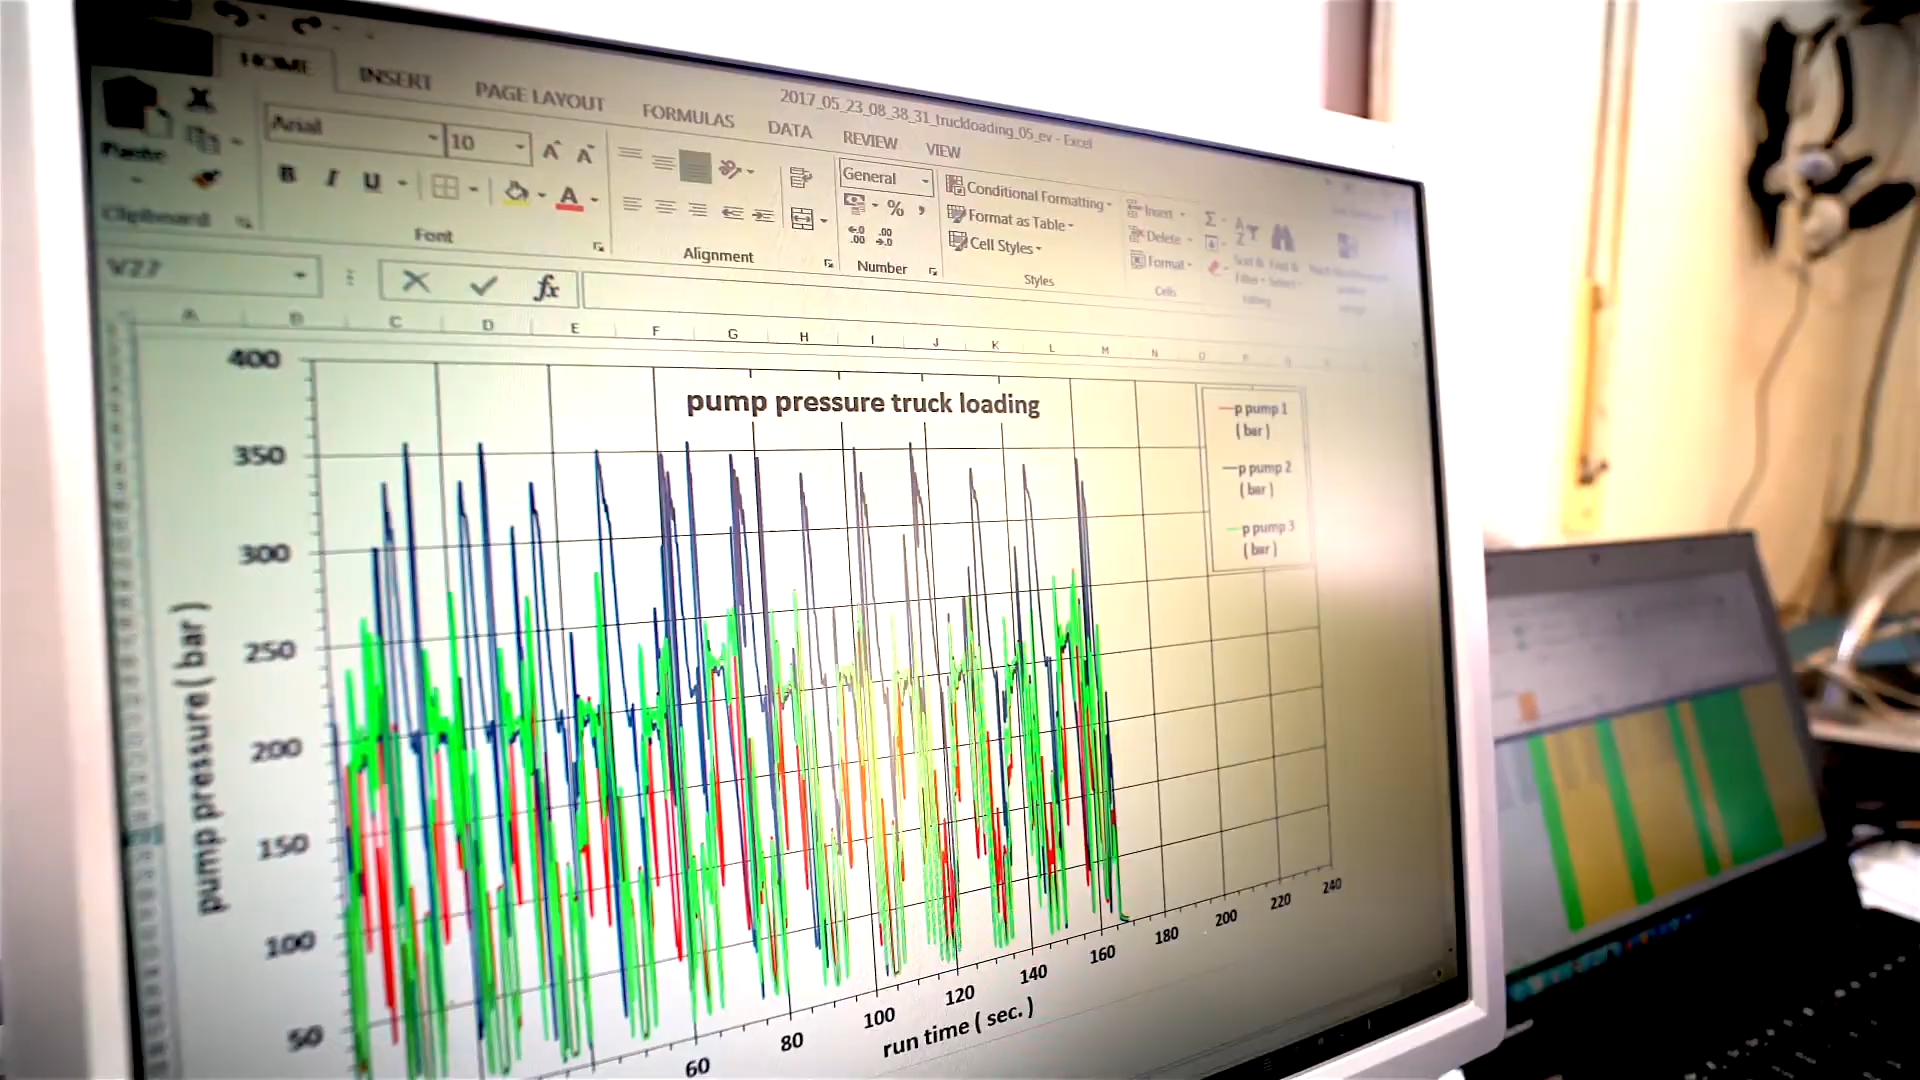 2017_05_23_08_38_31_truckloading_05_ev - Excel
HOME INSERT PAGE LAYOUT FORMULAS DATA REVIEW VIEW
Paste
Arial 10
General
Conditional Formatting
Format as Table
Cell Styles
Insert
Delete
Format
B I U
%
Clipboard Font Alignment Number Styles Cells
V27
fx
A B C D E F G H I J K L M N O
pump pressure truck loading
p pump 1
( bar )
p pump 2
( bar )
p pump 3
( bar )
pump pressure ( bar )
400
350
300
250
200
150
100
50
60 80 100 120 140 160 180 200 220 240
run time ( sec. )